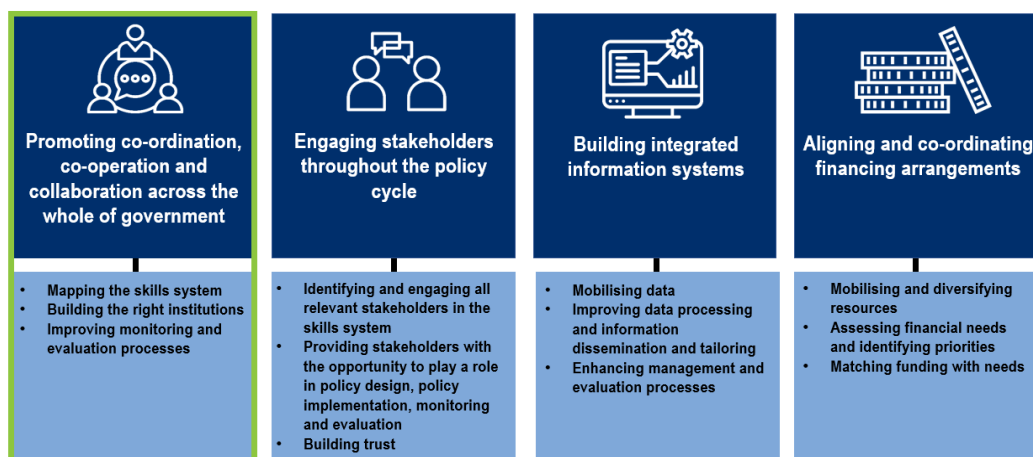 Promoting co-ordination,
co-operation and
collaboration across the
whole of government
Engaging stakeholders
throughout the policy
cycle
Building integrated
information systems
Aligning and co-ordinating
financing arrangements
• Mapping the skills system
• Building the right institutions
• Improving monitoring and
evaluation processes
• Identifying and engaging all
relevant stakeholders in the
skills system
• Providing stakeholders with
the opportunity to play a role
in policy design, policy
implementation, monitoring
and evaluation
• Building trust
• Mobilising data
• Improving data processing
and information
dissemination and tailoring
• Enhancing management and
evaluation processes
• Mobilising and diversifying
resources
• Assessing financial needs
and identifying priorities
• Matching funding with needs